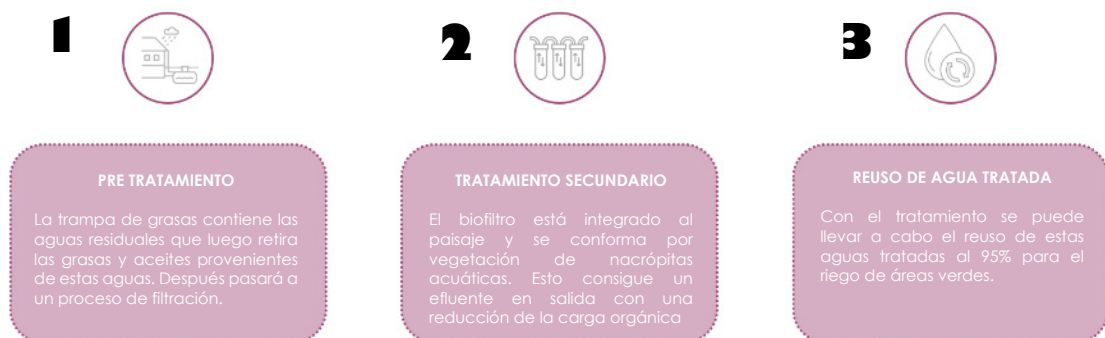 1
PRE TRATAMIENTO
La trampa de grasas contiene las
aguas residuales que luego retira
las grasas y aceites provenientes
de estas aguas. Después pasará a
un proceso de filtración.
2
TRATAMIENTO SECUNDARIO
El biofiltro está integrado al
paisaje y se conforma por
vegetación de nacrópitas
acuáticas. Esto consigue un
efluente en salida con una
reducción de la carga orgánica
3
REUSO DE AGUA TRATADA
Con el tratamiento se puede
llevar a cabo el reuso de estas
aguas tratadas al 95% para el
riego de áreas verdes.